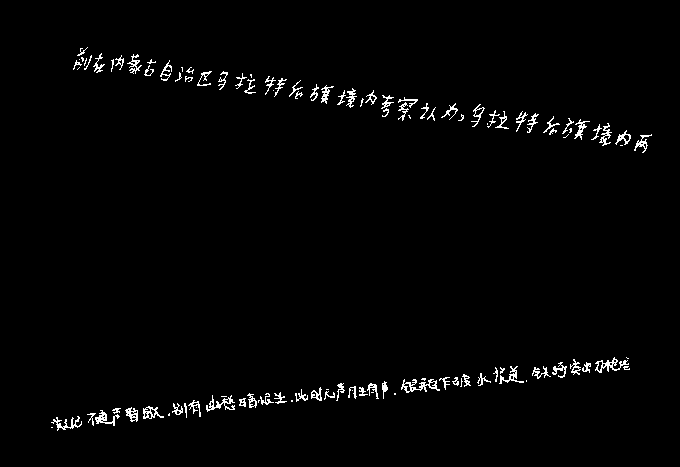 前在内蒙古自治区乌拉特后旗境内考察认为,乌拉特后旗境内两
凝绝不通声暂歇.别有幽愁暗恨生.此时无声胜有声.银瓶乍破水浆迸.铁骑突出刀枪鸣